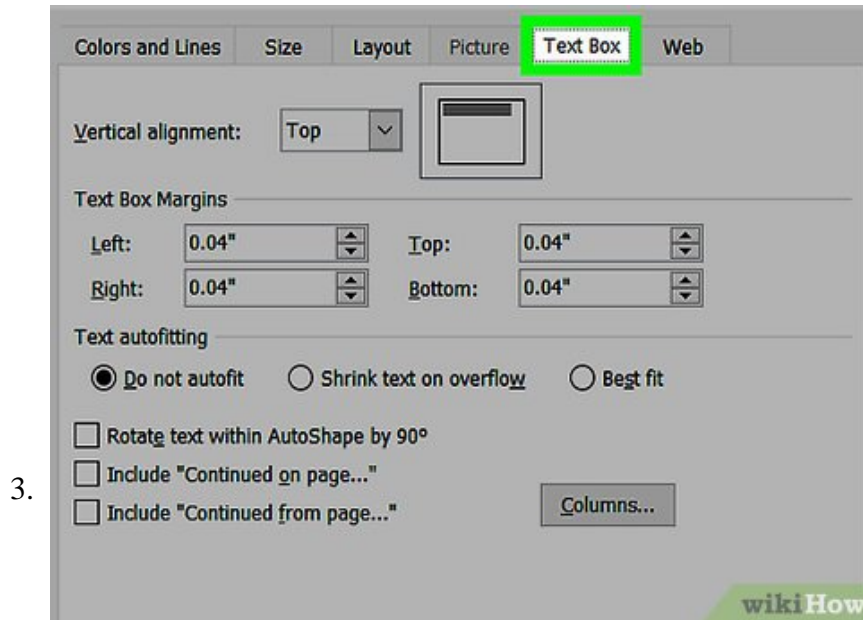 Colors and Lines Size Layout Picture Text Box Web
Vertical alignment: Top
Text Box Margins
Left: 0.04" Top: 0.04"
Right: 0.04" Bottom: 0.04"
Text autofitting
Do not autofit Shrink text on overflow Best fit
Rotate text within AutoShape by 90°
Include "Continued on page..."
3.
Include "Continued from page..." Columns...
wikiHow